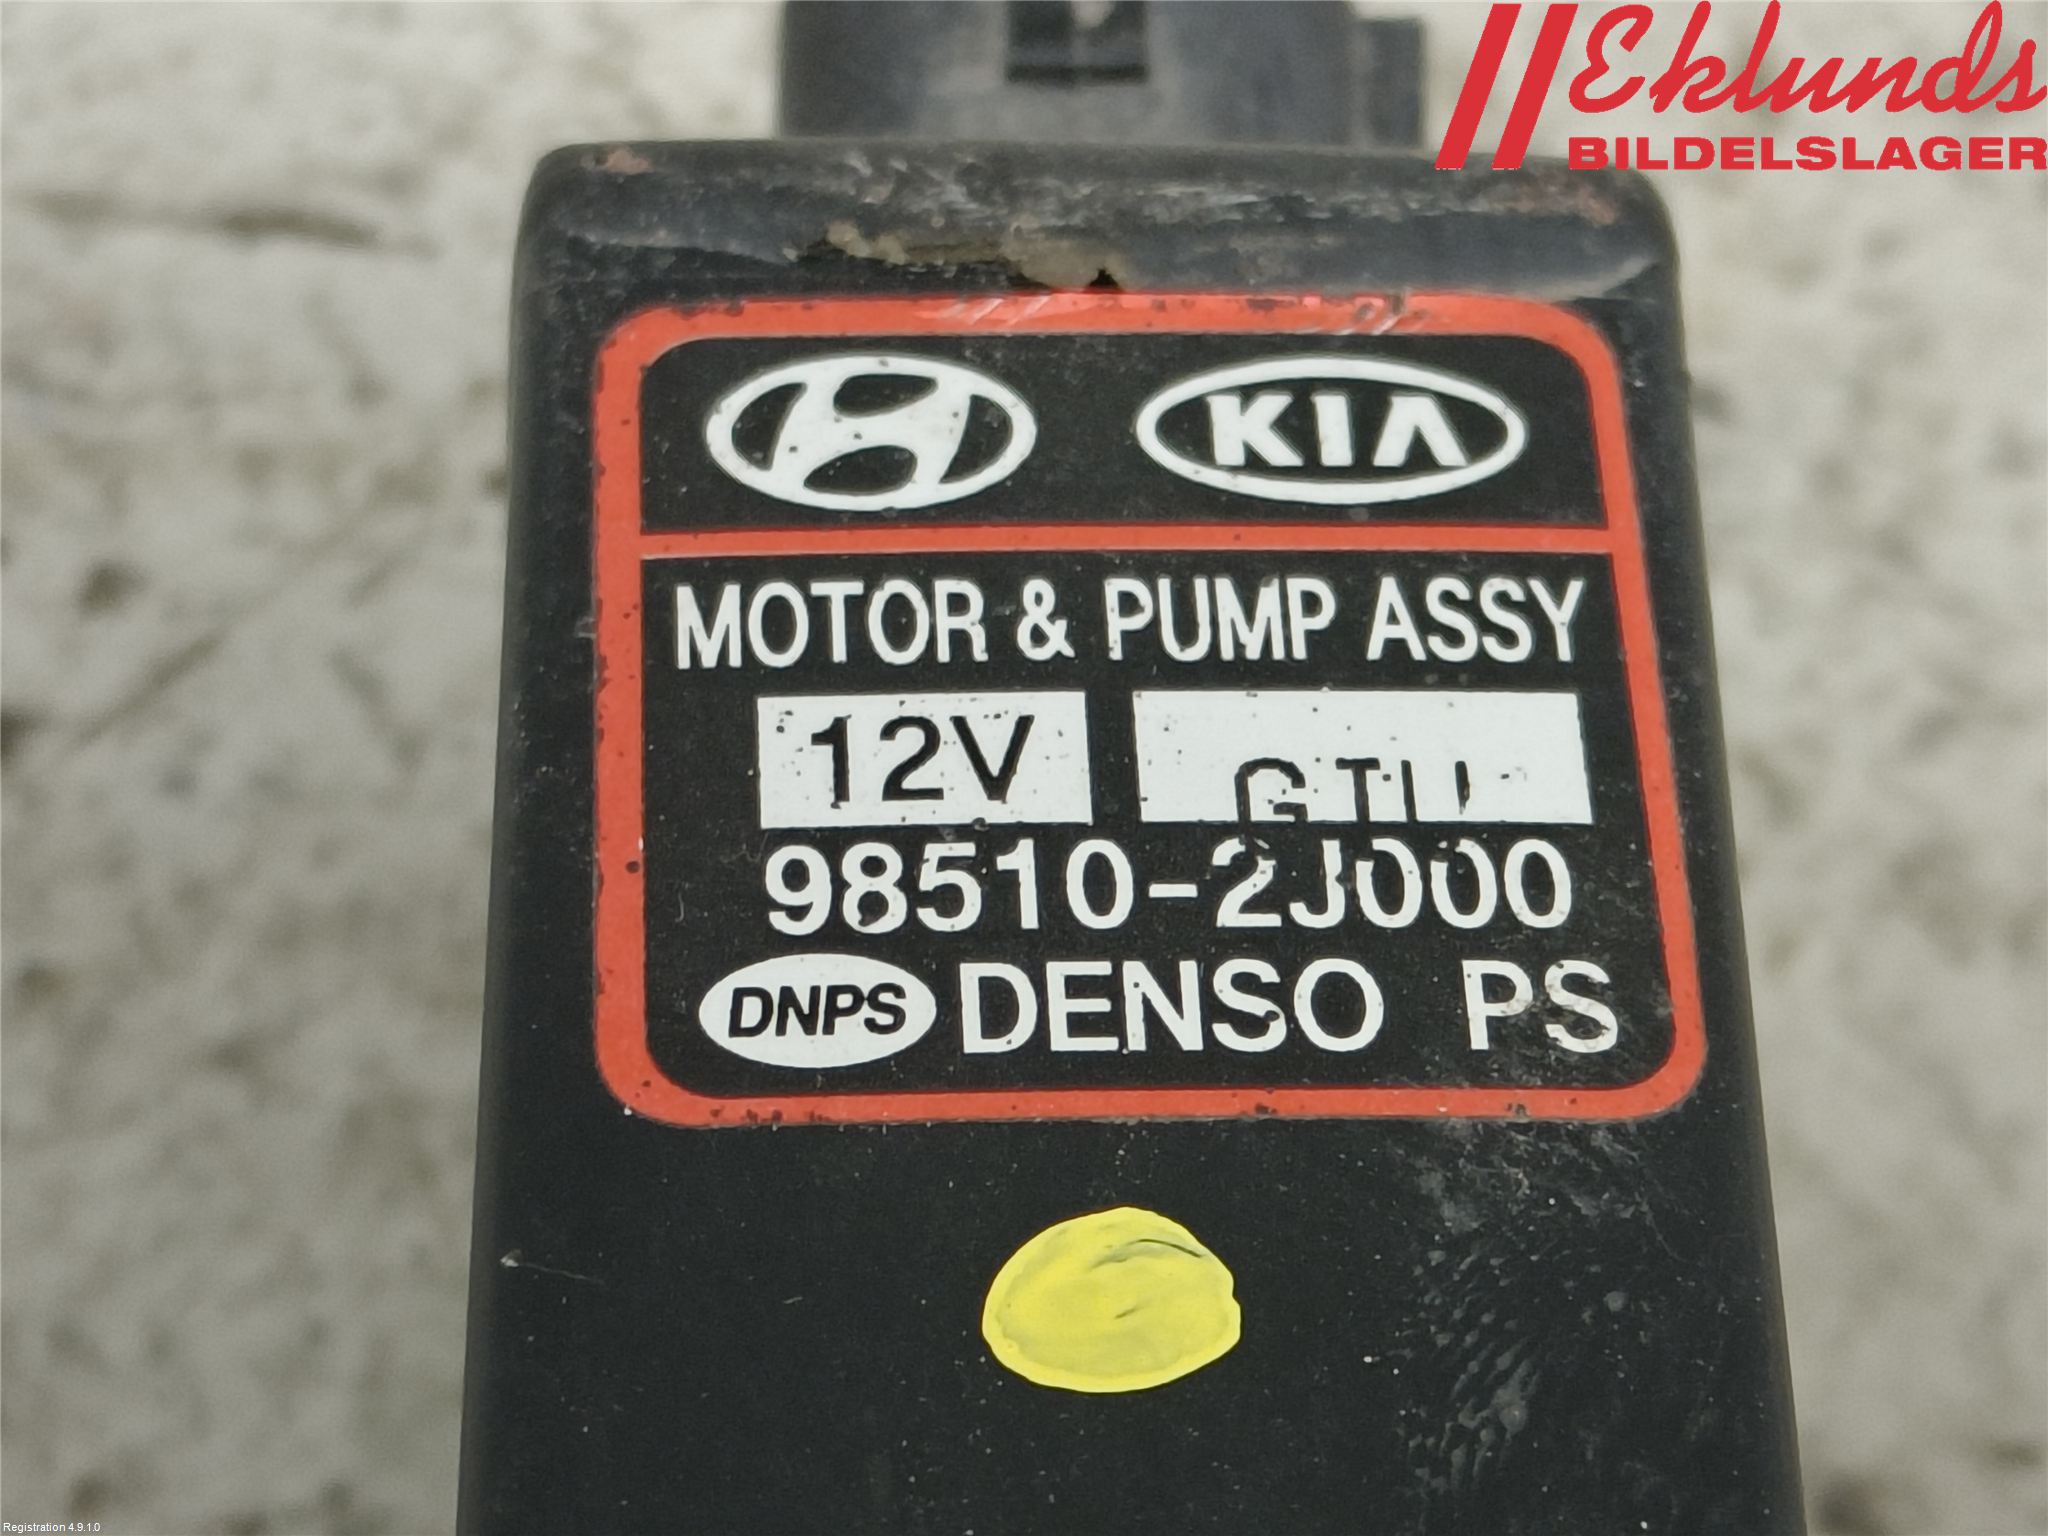 Eklunds
BILDELSLAGER
KIA
MOTOR & PUMP ASSY
12V
98510-2J000
DNPS DENSO PS
Registration 4.9.1.0